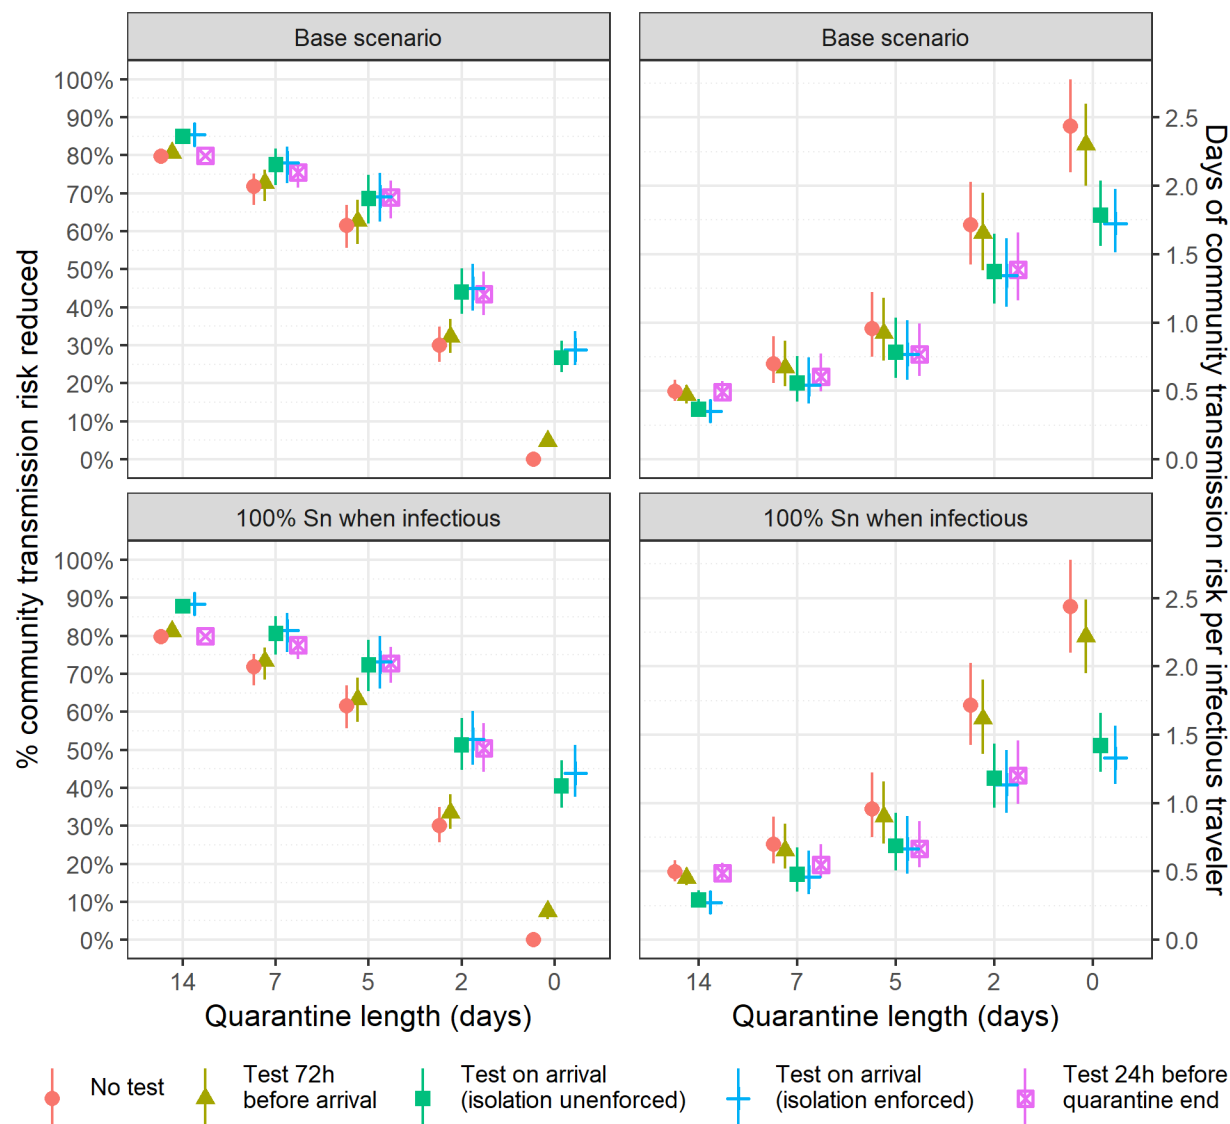 Base scenario
Base scenario
100%
90%
80%
70%
60%
50%
40%
30%
20%
10%
0%
2.5
2.0
1.5
1.0
0.5
0.0
% community transmission risk reduced
Days of community transmission risk per infectious traveler
100% Sn when infectious
100% Sn when infectious
100%
90%
80%
70%
60%
50%
40%
30%
20%
10%
0%
2.5
2.0
1.5
1.0
0.5
0.0
14 7 5 2 0
14 7 5 2 0
Quarantine length (days)
Quarantine length (days)
No test
Test 72h
before arrival
Test on arrival
(isolation unenforced)
Test on arrival
(isolation enforced)
Test 24h before
quarantine end